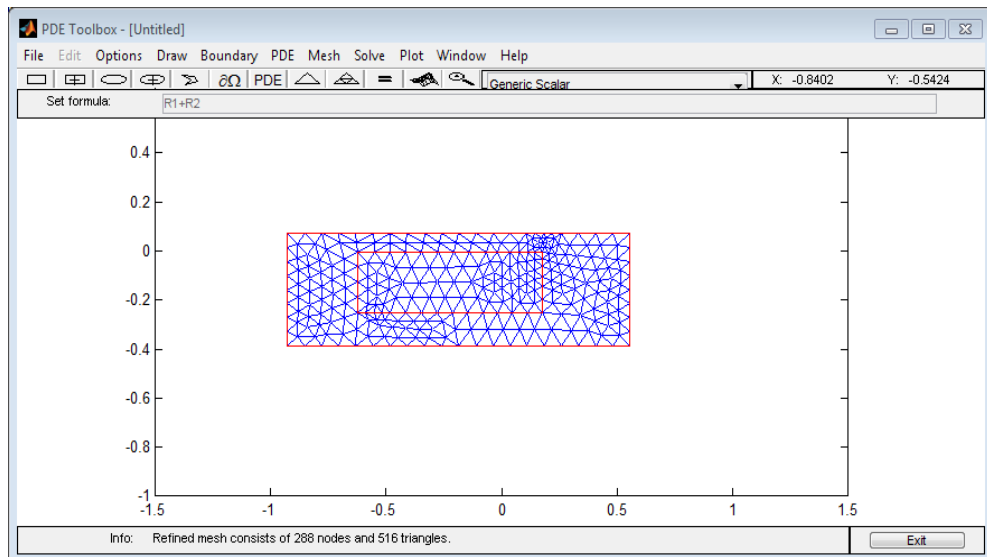 PDE Toolbox - [Untitled]
File Edit Options Draw Boundary PDE Mesh Solve Plot Window Help
∂Ω PDE = Generic Scalar X: -0.8402 Y: -0.5424
Set formula: R1+R2
0.4
0.2
0
-0.2
-0.4
-0.6
-0.8
-1
-1.5 -1 -0.5 0 0.5 1 1.5
Info: Refined mesh consists of 288 nodes and 516 triangles. Exit